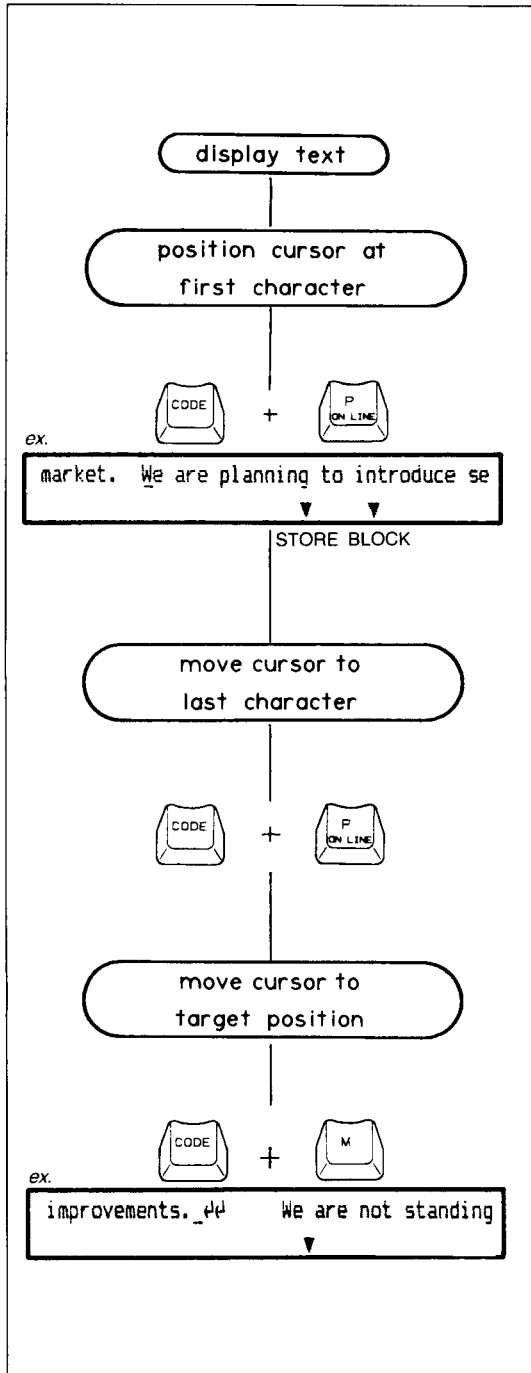 display text
position cursor at
first character
CODE + P
ON LINE
ex.
market. We are planning to introduce se
STORE BLOCK
move cursor to
last character
CODE + P
ON LINE
move cursor to
target position
CODE + M
ex.
improvements. ↵↵ We are not standing